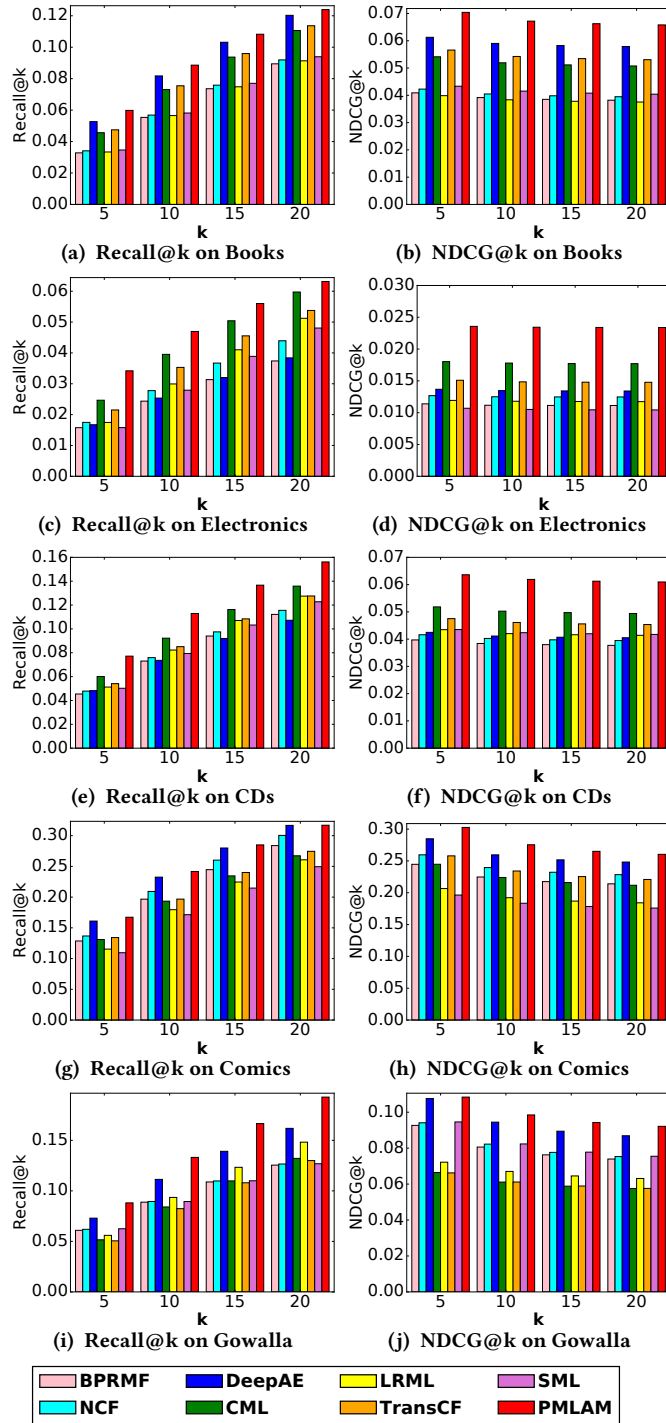 0.12
0.10
0.08
0.06
0.04
0.02
0.00
Recall@k
5 10 15 20
k
(a) Recall@k on Books
0.07
0.06
0.05
0.04
0.03
0.02
0.01
0.00
NDCG@k
5 10 15 20
k
(b) NDCG@k on Books
0.06
0.05
0.04
0.03
0.02
0.01
0.00
Recall@k
5 10 15 20
k
(c) Recall@k on Electronics
0.030
0.025
0.020
0.015
0.010
0.005
0.000
NDCG@k
5 10 15 20
k
(d) NDCG@k on Electronics
0.16
0.14
0.12
0.10
0.08
0.06
0.04
0.02
0.00
Recall@k
5 10 15 20
k
(e) Recall@k on CDs
0.07
0.06
0.05
0.04
0.03
0.02
0.01
0.00
NDCG@k
5 10 15 20
k
(f) NDCG@k on CDs
0.30
0.25
0.20
0.15
0.10
0.05
0.00
Recall@k
5 10 15 20
k
(g) Recall@k on Comics
0.30
0.25
0.20
0.15
0.10
0.05
0.00
NDCG@k
5 10 15 20
k
(h) NDCG@k on Comics
0.15
0.10
0.05
0.00
Recall@k
5 10 15 20
k
(i) Recall@k on Gowalla
0.10
0.08
0.06
0.04
0.02
0.00
NDCG@k
5 10 15 20
k
(j) NDCG@k on Gowalla
BPRMF DeepAE LRML SML
NCF CML TransCF PMLAM